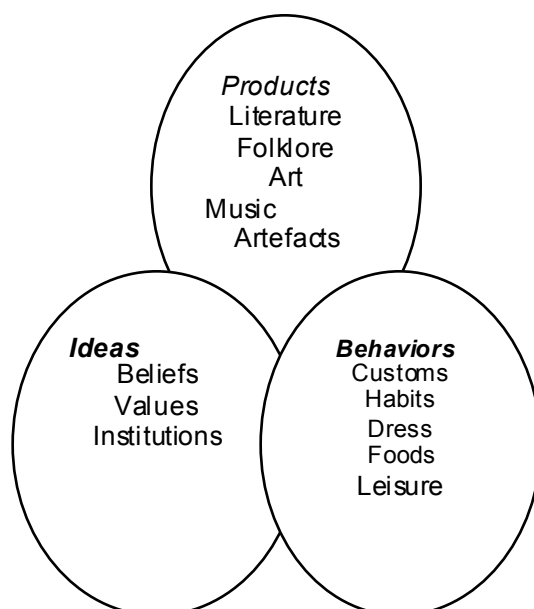 Products
Literature
Folklore
Art
Music
Artefacts
Ideas
Beliefs
Values
Institutions
Behaviors
Customs
Habits
Dress
Foods
Leisure